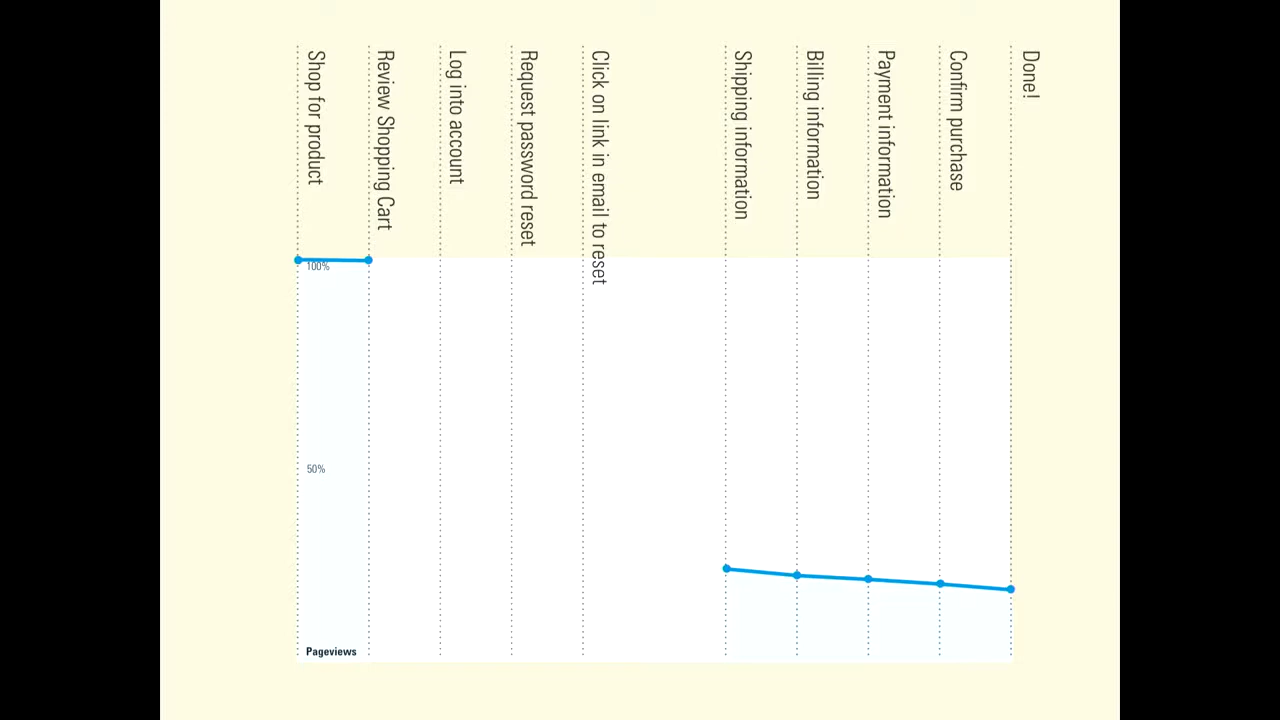 Shop for product
Review Shopping Cart
Log into account
Request password reset
Click on link in email to reset
Shipping information
Billing information
Payment information
Confirm purchase
Done!
100%
50%
Pageviews